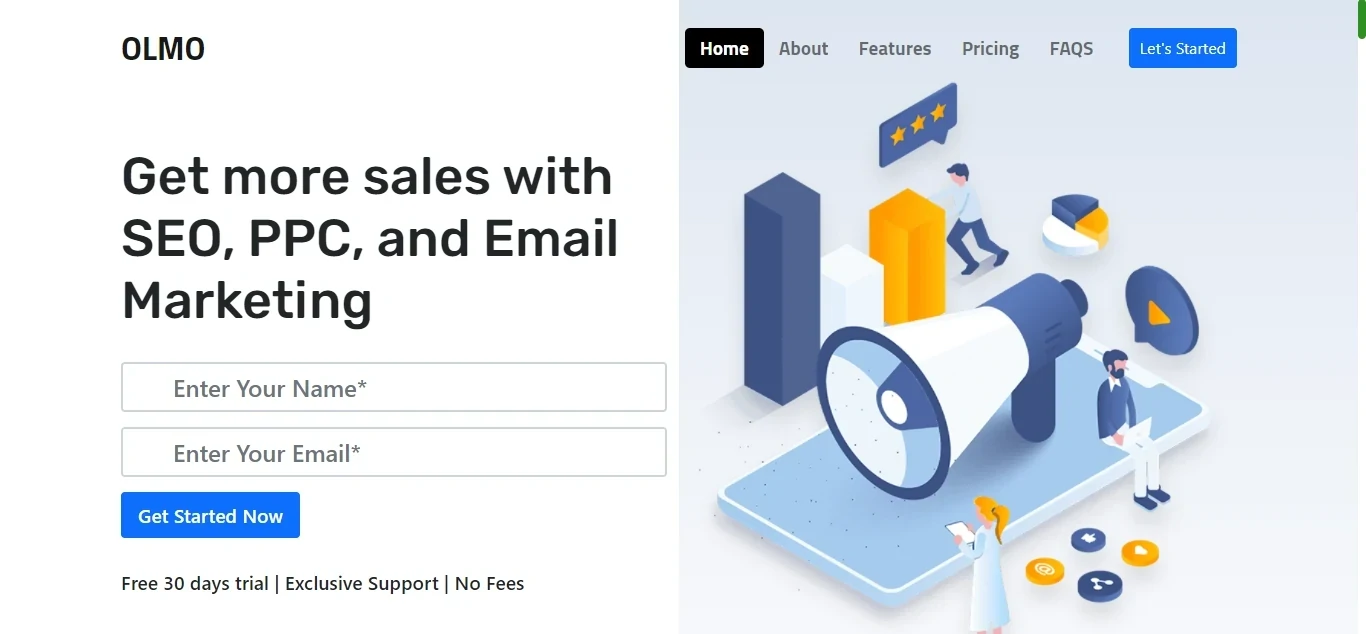 OLMO
Home About Features Pricing FAQS Let's Started
Get more sales with
SEO, PPC, and Email
Marketing
Enter Your Name*
Enter Your Email*
Get Started Now
Free 30 days trial | Exclusive Support | No Fees